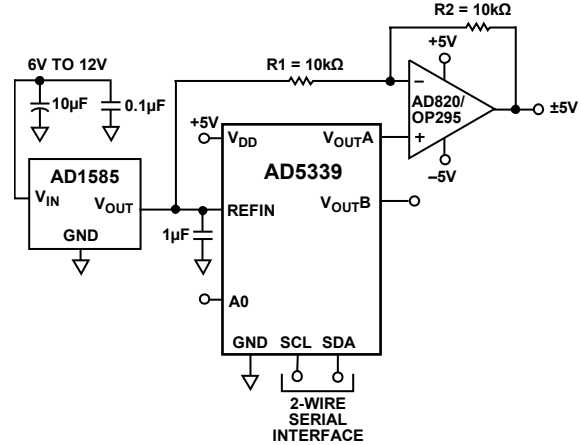 R2 = 10kΩ
6V TO 12V
R1 = 10kΩ
+5V
10µF
0.1µF
AD820/
OP295
±5V
+5V
–5V
VDD
VOUTA
AD1585
AD5339
VIN
VOUT
REFIN
VOUTB
GND
1µF
A0
GND
SCL
SDA
2-WIRE
SERIAL
INTERFACE
−
+